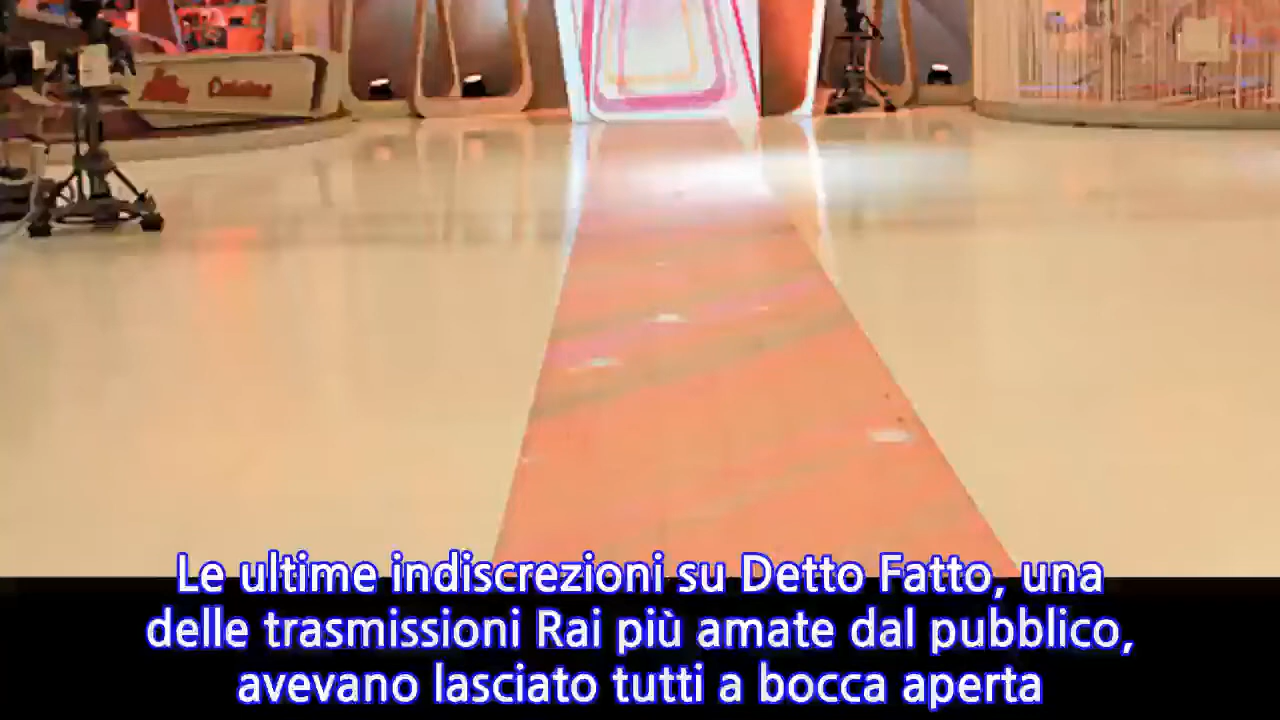 Le ultime indiscrezioni su Detto Fatto, una
delle trasmissioni Rai più amate dal pubblico,
avevano lasciato tutti a bocca aperta